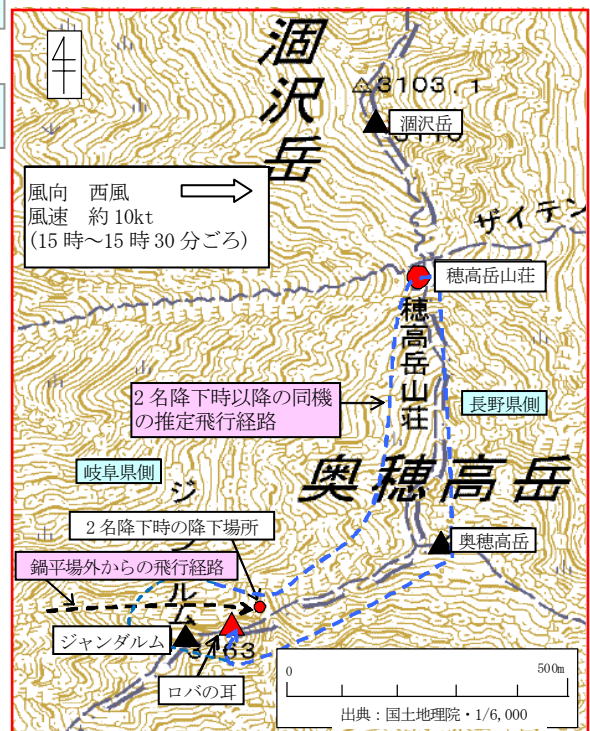 涸沢岳
3103.1
涸沢岳
風向 西風
風速 約10kt
(15時～15時30分ごろ)
ザイテン
穂高岳山荘
穂高岳山荘
2名降下時以降の同機
の推定飛行経路
長野県側
岐阜県側
奥穂高岳
2名降下時の降下場所
奥穂高岳
鍋平場外からの飛行経路
ジャンダルム
ジャンダルム
3163
ロバの耳
0 500m
出典：国土地理院・1/6,000